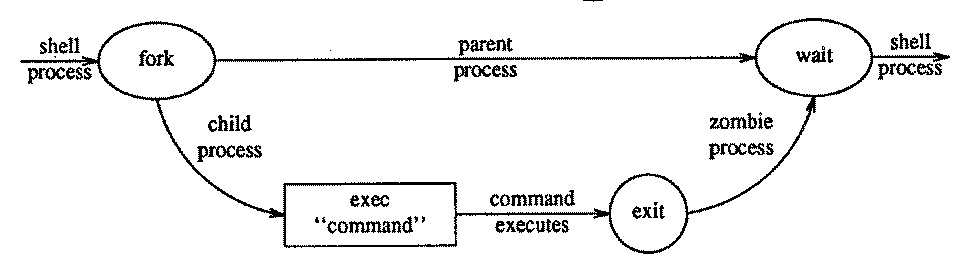 shell
process
fork
parent
process
wait
shell
process
child
process
zombie
process
exec
“command”
command
executes
exit